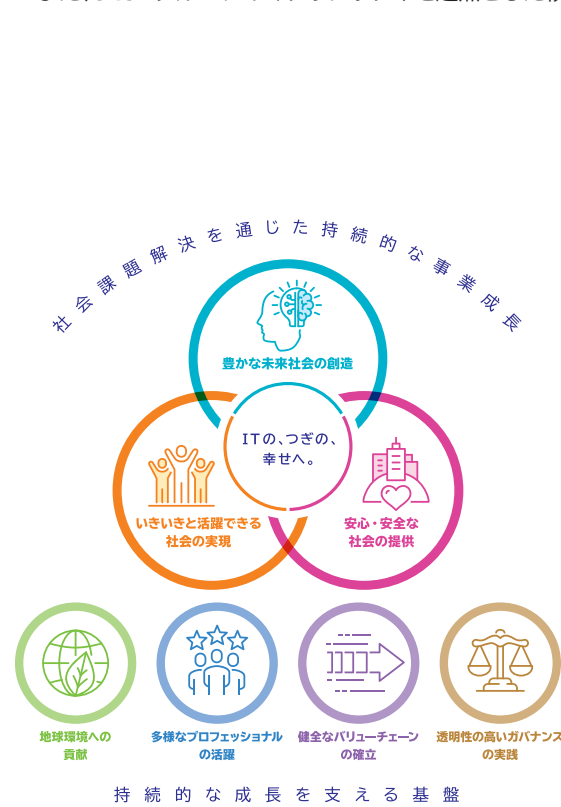 社会課題解決を通じた持続的な事業成長
豊かな未来社会の創造
ITの、つぎの、
幸せへ。
いきいきと活躍できる
社会の実現
安心・安全な
社会の提供
地球環境への
貢献
多様なプロフェッショナル
の活躍
健全なバリューチェーン
の確立
透明性の高いガバナンス
の実践
持続的な成長を支える基盤